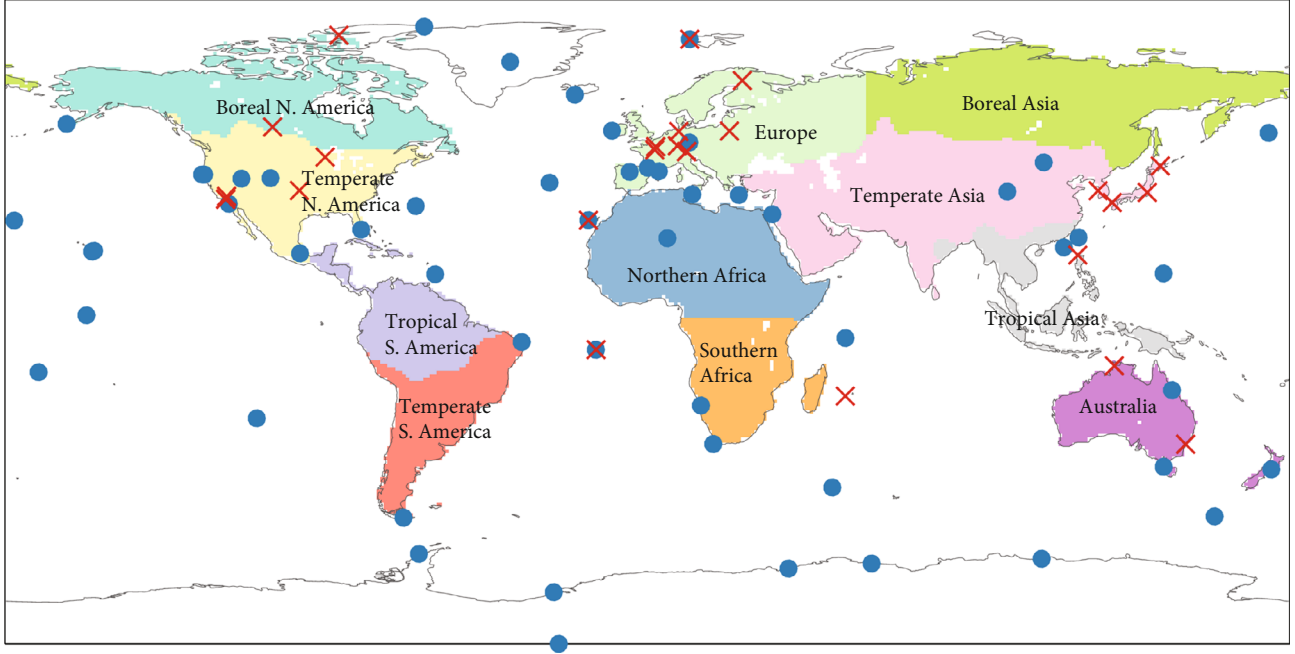 Boreal N. America
Boreal Asia
Europe
Temperate
N. America
Temperate Asia
Northern Africa
Tropical
S. America
Tropical Asia
Southern
Africa
Temperate
S. America
Australia